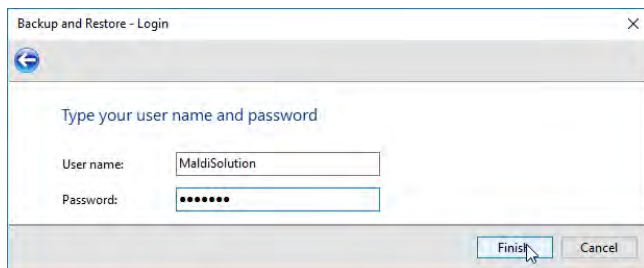 Backup and Restore - Login
Type your user name and password
User name: MaldiSolution
Password: •••••••
Finish Cancel